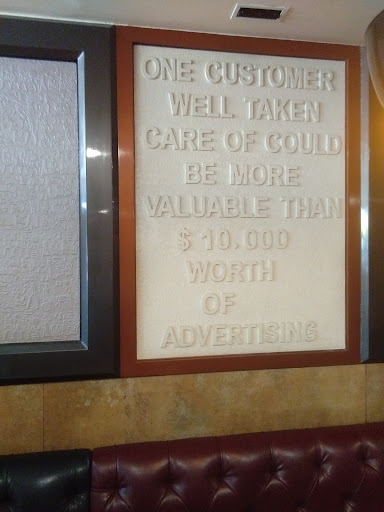 ONE CUSTOMER
WELL TAKEN
CARE OF COULD
BE MORE
VALUABLE THAN
$ 10.000
WORTH
OF
ADVERTISING